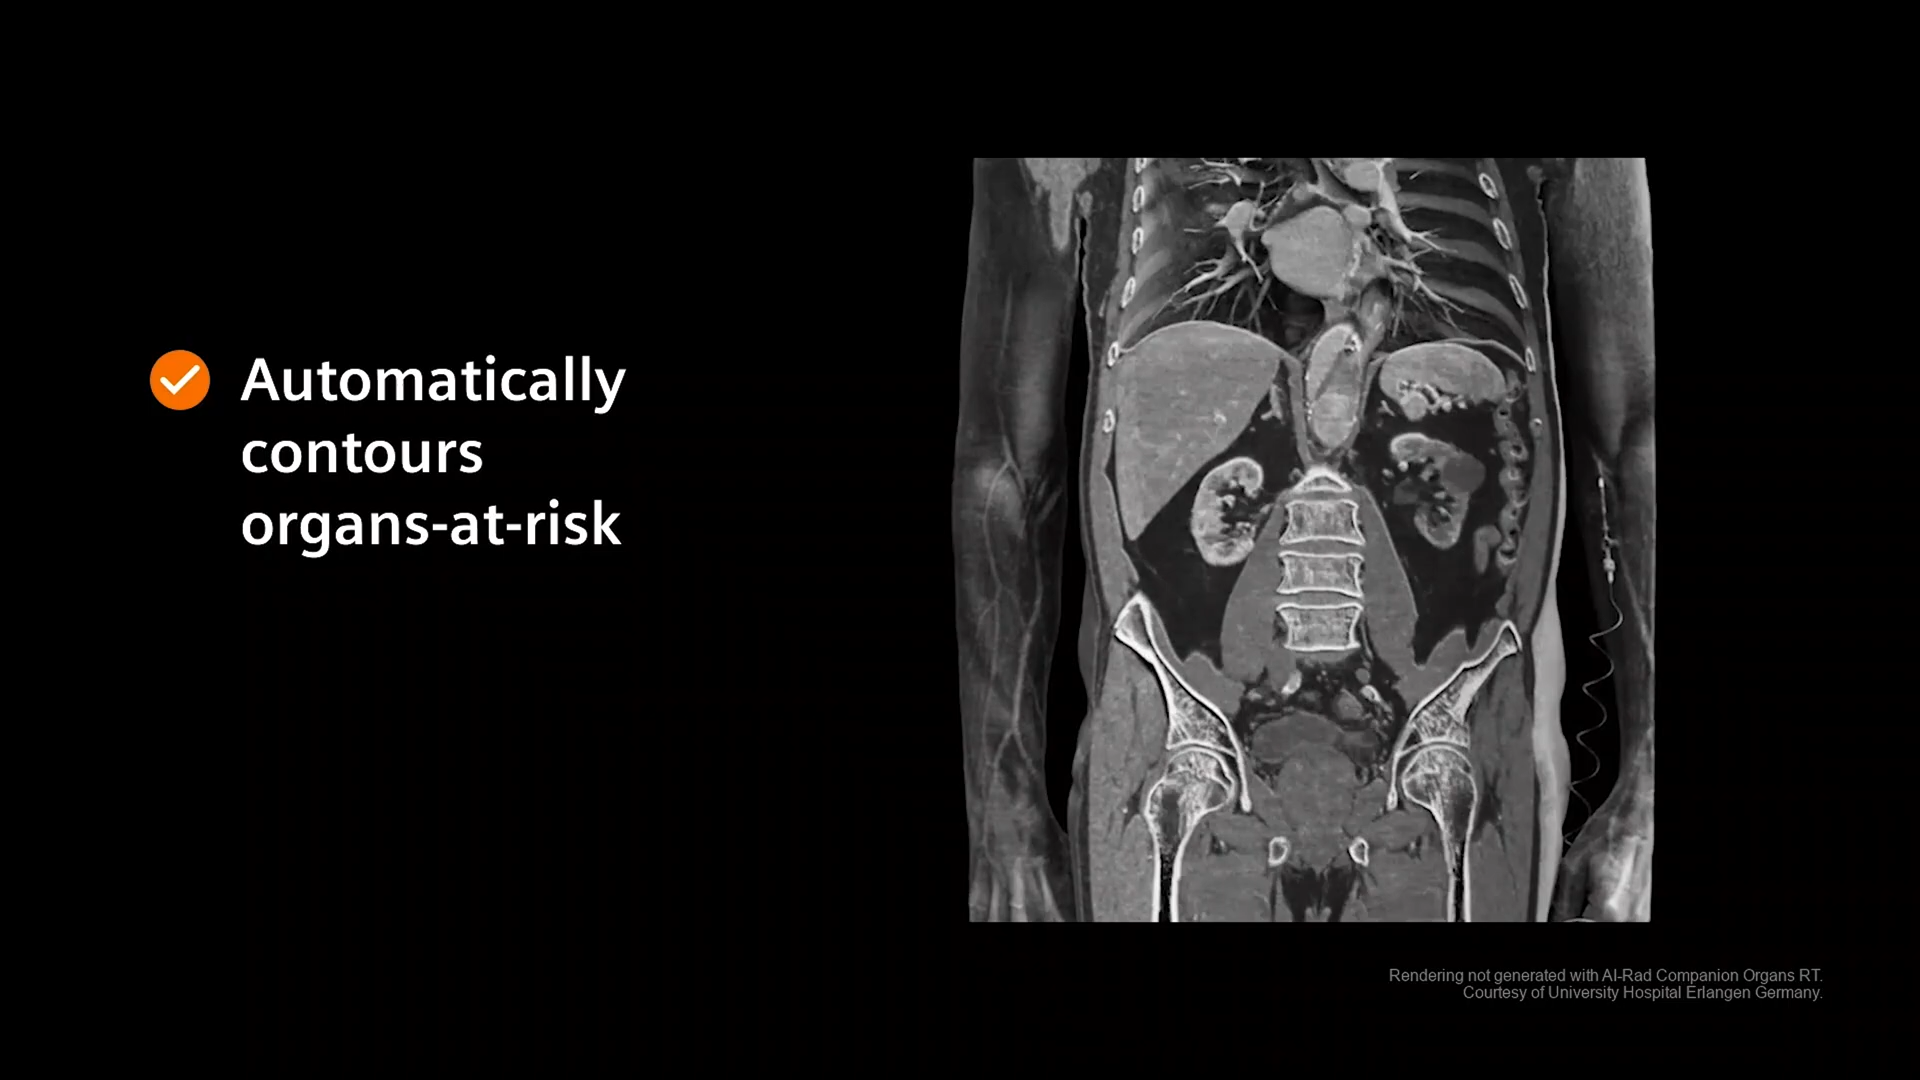 Automatically
contours
organs-at-risk
Rendering not generated with AI-Rad Companion Organs RT.
Courtesy of University Hospital Erlangen Germany.